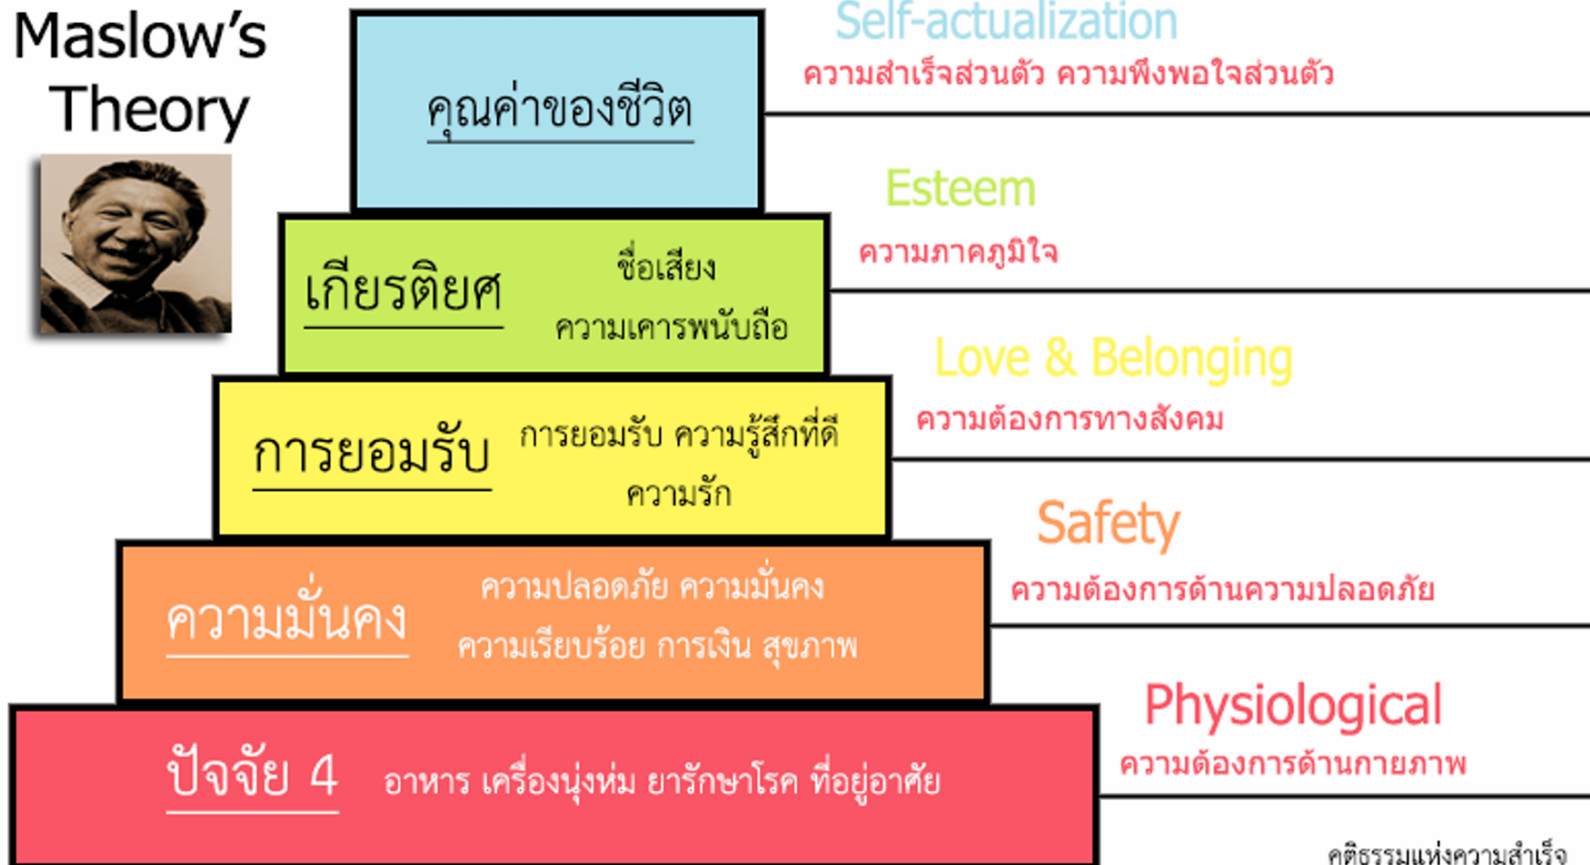 Maslow's
Theory
คุณค่าของชีวิต
Self-actualization
ความสำเร็จส่วนตัว ความพึงพอใจส่วนตัว
เกียรติยศ
ชื่อเสียง
ความเคารพนับถือ
Esteem
ความภาคภูมิใจ
การยอมรับ
การยอมรับ ความรู้สึกที่ดี
ความรัก
Love & Belonging
ความต้องการทางสังคม
ความมั่นคง
ความปลอดภัย ความมั่นคง
ความเรียบร้อย การเงิน สุขภาพ
Safety
ความต้องการด้านความปลอดภัย
ปัจจัย 4
อาหาร เครื่องนุ่งห่ม ยารักษาโรค ที่อยู่อาศัย
Physiological
ความต้องการด้านกายภาพ
คติธรรมแห่งความสำเร็จ